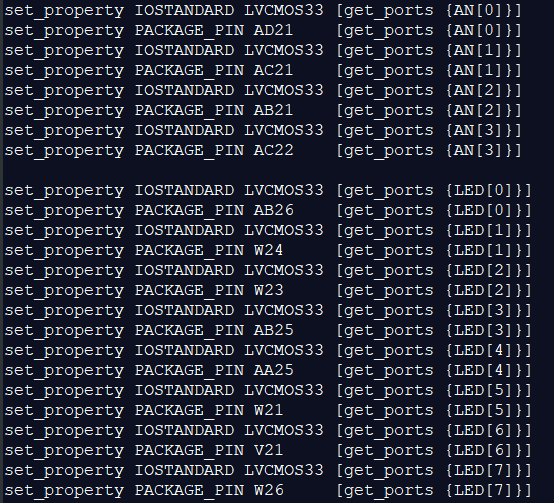 set_property IOSTANDARD LVCMOS33 [get_ports {AN[0]}]
set_property PACKAGE_PIN AD21 [get_ports {AN[0]}]
set_property IOSTANDARD LVCMOS33 [get_ports {AN[1]}]
set_property PACKAGE_PIN AC21 [get_ports {AN[1]}]
set_property IOSTANDARD LVCMOS33 [get_ports {AN[2]}]
set_property PACKAGE_PIN AB21 [get_ports {AN[2]}]
set_property IOSTANDARD LVCMOS33 [get_ports {AN[3]}]
set_property PACKAGE_PIN AC22 [get_ports {AN[3]}]

set_property IOSTANDARD LVCMOS33 [get_ports {LED[0]}]
set_property PACKAGE_PIN AB26 [get_ports {LED[0]}]
set_property IOSTANDARD LVCMOS33 [get_ports {LED[1]}]
set_property PACKAGE_PIN W24 [get_ports {LED[1]}]
set_property IOSTANDARD LVCMOS33 [get_ports {LED[2]}]
set_property PACKAGE_PIN W23 [get_ports {LED[2]}]
set_property IOSTANDARD LVCMOS33 [get_ports {LED[3]}]
set_property PACKAGE_PIN AB25 [get_ports {LED[3]}]
set_property IOSTANDARD LVCMOS33 [get_ports {LED[4]}]
set_property PACKAGE_PIN AA25 [get_ports {LED[4]}]
set_property IOSTANDARD LVCMOS33 [get_ports {LED[5]}]
set_property PACKAGE_PIN W21 [get_ports {LED[5]}]
set_property IOSTANDARD LVCMOS33 [get_ports {LED[6]}]
set_property PACKAGE_PIN V21 [get_ports {LED[6]}]
set_property IOSTANDARD LVCMOS33 [get_ports {LED[7]}]
set_property PACKAGE_PIN W26 [get_ports {LED[7]}]